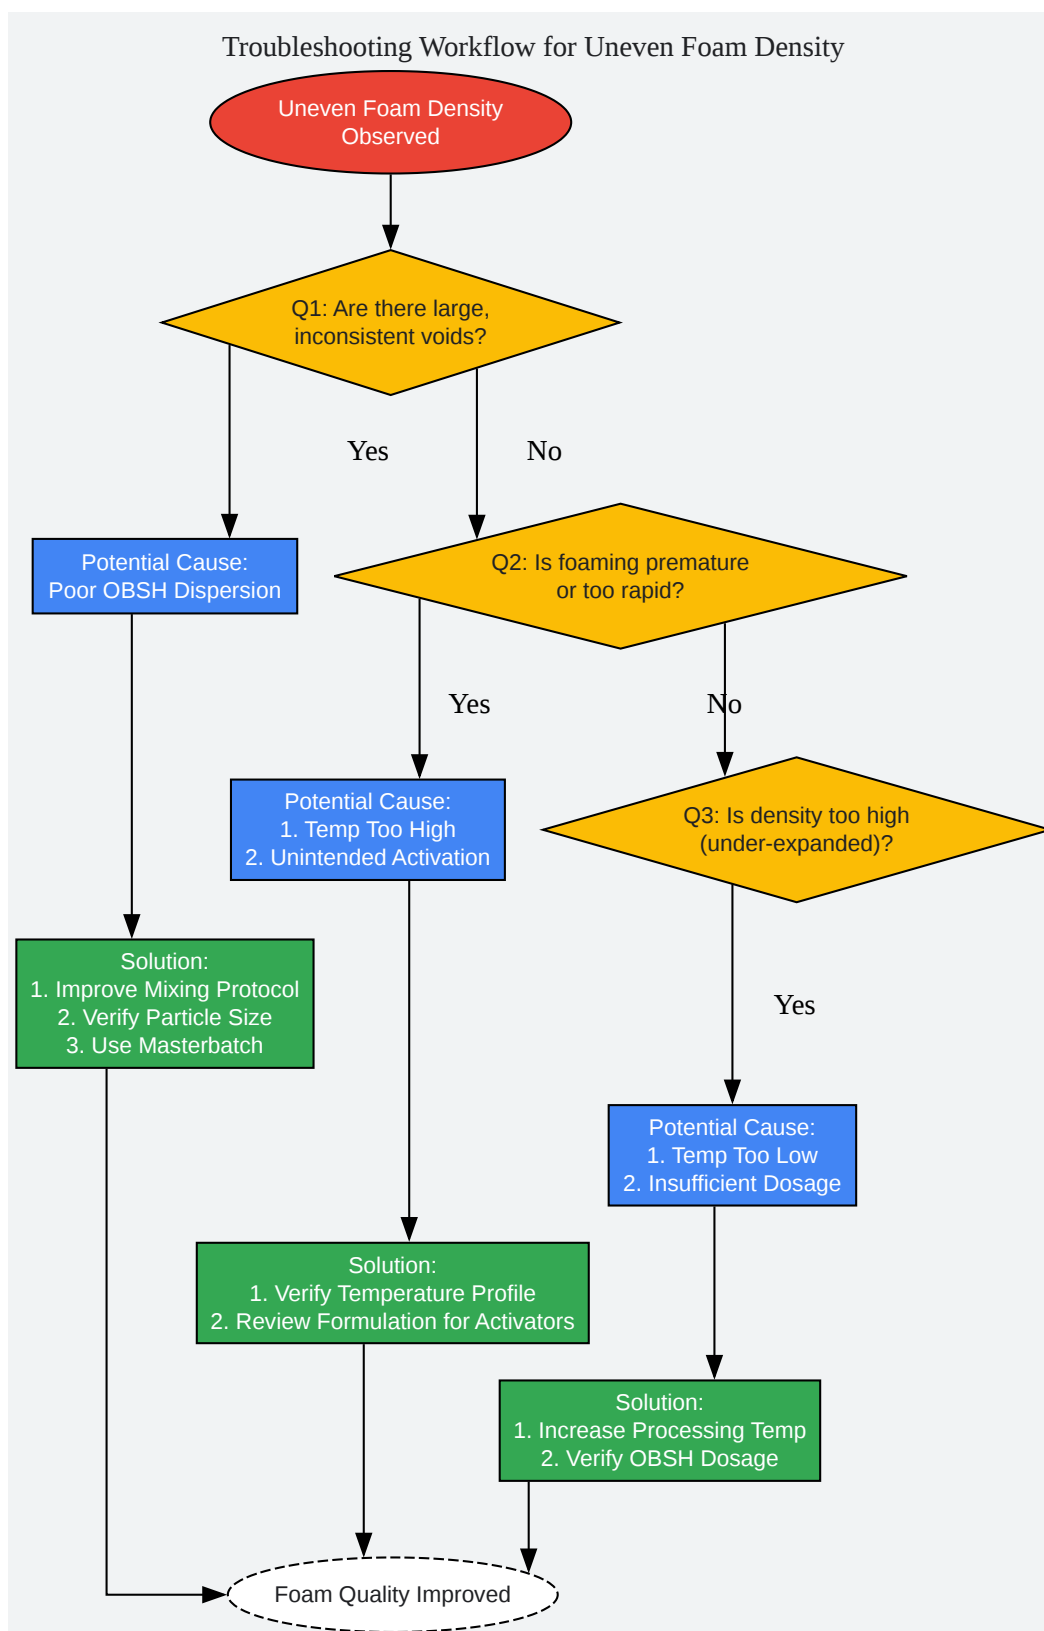 Troubleshooting Workflow for Uneven Foam Density
Uneven Foam Density
Observed
Q1: Are there large,
inconsistent voids?
Yes
No
Potential Cause:
Poor OBSH Dispersion
Q2: Is foaming premature
or too rapid?
Yes
No
Potential Cause:
1. Temp Too High
2. Unintended Activation
Q3: Is density too high
(under-expanded)?
Solution:
1. Improve Mixing Protocol
2. Verify Particle Size
3. Use Masterbatch
Yes
Potential Cause:
1. Temp Too Low
2. Insufficient Dosage
Solution:
1. Verify Temperature Profile
2. Review Formulation for Activators
Solution:
1. Increase Processing Temp
2. Verify OBSH Dosage
Foam Quality Improved